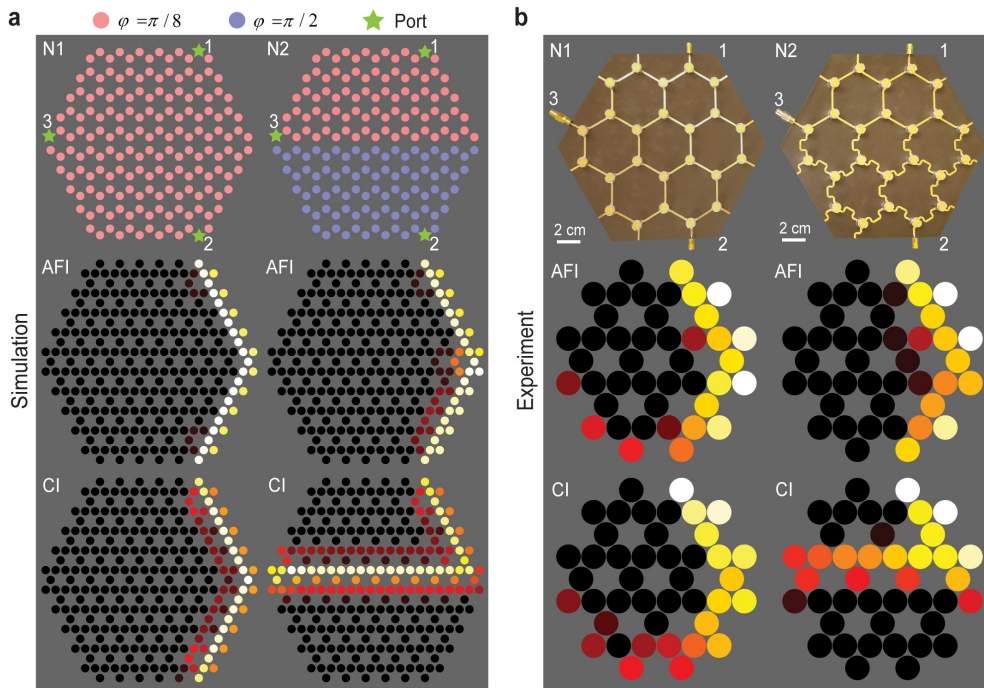 a φ = π / 8 φ = π / 2 Port
N1 1 N2 1
3 3
2 2
AFI AFI
Simulation
CI CI
b
N1 1 N2 1
3 3
2 cm 2 2 cm 2
AFI AFI
Experiment
CI CI